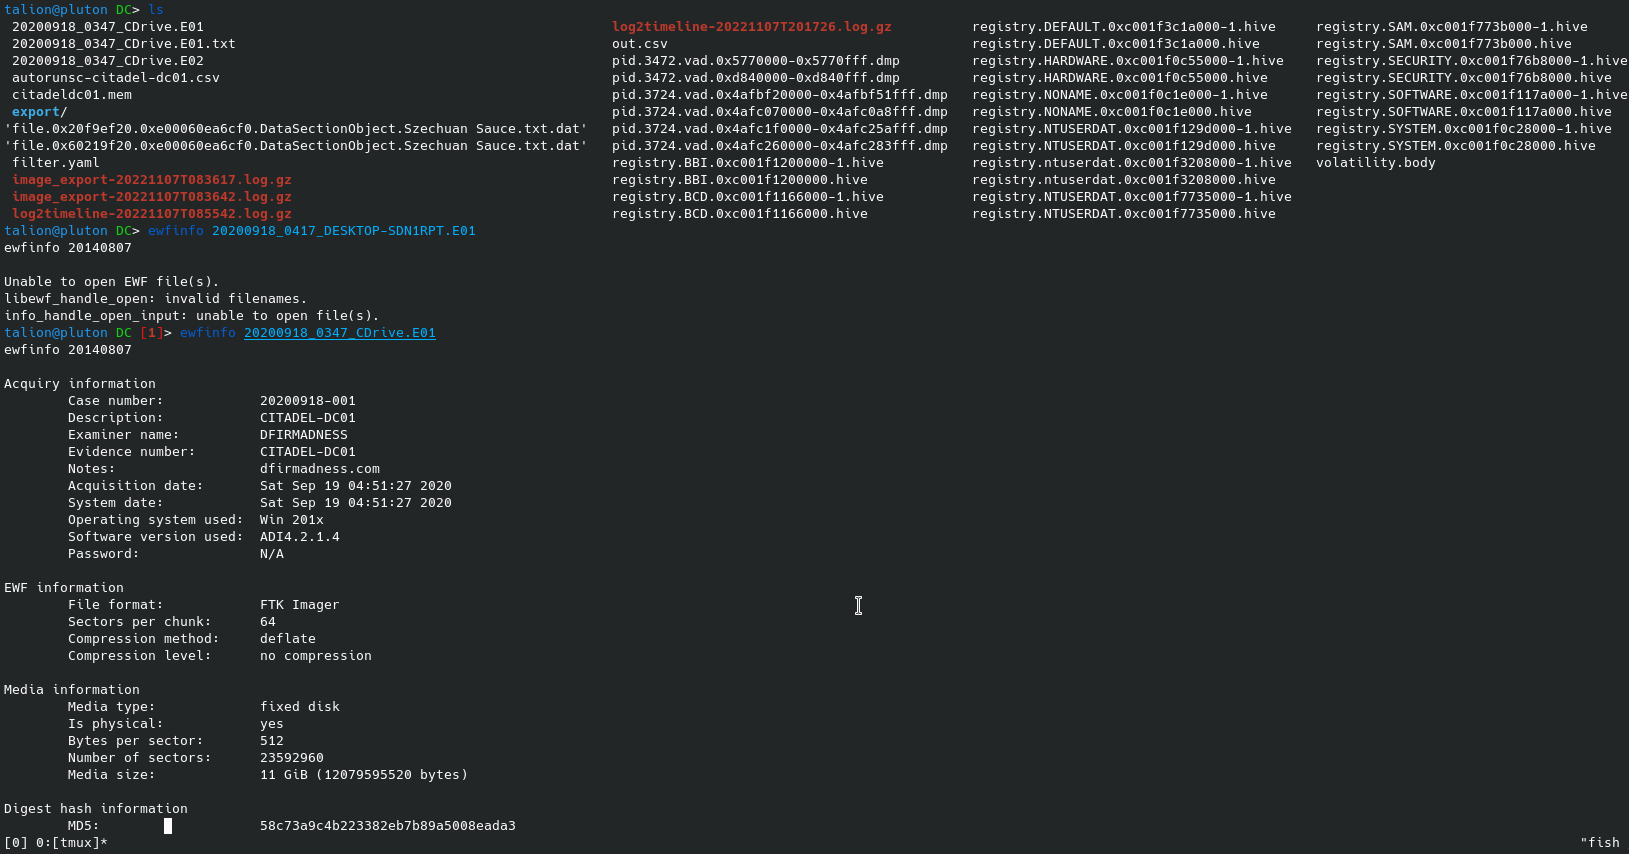 talion@pluton DC> ls
 20200918_0347_CDrive.E01                                                  log2timeline-20221107T201726.log.gz        registry.DEFAULT.0xc001f3c1a000-1.hive     registry.SAM.0xc001f773b000-1.hive
 20200918_0347_CDrive.E01.txt                                              out.csv                                    registry.DEFAULT.0xc001f3c1a000.hive       registry.SAM.0xc001f773b000.hive
 20200918_0347_CDrive.E02                                                  pid.3472.vad.0x5770000-0x5770fff.dmp       registry.HARDWARE.0xc001f0c55000-1.hive    registry.SECURITY.0xc001f76b8000-1.hive
 autorunsc-citadel-dc01.csv                                                pid.3472.vad.0xd840000-0xd840fff.dmp       registry.HARDWARE.0xc001f0c55000.hive      registry.SECURITY.0xc001f76b8000.hive
 citadeldc01.mem                                                           pid.3724.vad.0x4afbf20000-0x4afbf51fff.dmp   registry.NONAME.0xc001f0c1e000-1.hive      registry.SOFTWARE.0xc001f117a000-1.hive
 export/                                                                   pid.3724.vad.0x4afc070000-0x4afc0a8fff.dmp   registry.NONAME.0xc001f0c1e000.hive        registry.SOFTWARE.0xc001f117a000.hive
'file.0x20f9ef20.0xe00060ea6cf0.DataSectionObject.Szechuan Sauce.txt.dat'   pid.3724.vad.0x4afc1f0000-0x4afc25afff.dmp   registry.NTUSERDAT.0xc001f129d000-1.hive   registry.SYSTEM.0xc001f0c28000-1.hive
'file.0x60219f20.0xe00060ea6cf0.DataSectionObject.Szechuan Sauce.txt.dat'   pid.3724.vad.0x4afc260000-0x4afc283fff.dmp   registry.NTUSERDAT.0xc001f129d000.hive     registry.SYSTEM.0xc001f0c28000.hive
 filter.yaml                                                               registry.BBI.0xc001f1200000-1.hive         registry.ntuserdat.0xc001f3208000-1.hive   volatility.body
 image_export-20221107T083617.log.gz                                       registry.BBI.0xc001f1200000.hive           registry.ntuserdat.0xc001f3208000.hive
 image_export-20221107T083642.log.gz                                       registry.BCD.0xc001f1166000-1.hive         registry.NTUSERDAT.0xc001f7735000-1.hive
 log2timeline-20221107T085542.log.gz                                       registry.BCD.0xc001f1166000.hive           registry.NTUSERDAT.0xc001f7735000.hive
talion@pluton DC> ewfinfo 20200918_0417_DESKTOP-SDN1RPT.E01
ewfinfo 20140807
Unable to open EWF file(s).
libewf_handle_open: invalid filenames.
info_handle_open_input: unable to open file(s).
talion@pluton DC [1]> ewfinfo 20200918_0347_CDrive.E01
ewfinfo 20140807
Acquiry information
        Case number:            20200918-001
        Description:            CITADEL-DC01
        Examiner name:          DFIRMADNESS
        Evidence number:        CITADEL-DC01
        Notes:                  dfirmadness.com
        Acquisition date:       Sat Sep 19 04:51:27 2020
        System date:            Sat Sep 19 04:51:27 2020
        Operating system used:  Win 201x
        Software version used:  ADI4.2.1.4
        Password:               N/A
EWF information
        File format:            FTK Imager
        Sectors per chunk:      64
        Compression method:     deflate
        Compression level:      no compression
Media information
        Media type:             fixed disk
        Is physical:            yes
        Bytes per sector:       512
        Number of sectors:      23592960
        Media size:             11 GiB (12079595520 bytes)
Digest hash information
        MD5:                    58c73a9c4b223382eb7b89a5008eada3
[0] 0:[tmux]*                                                                 "fish